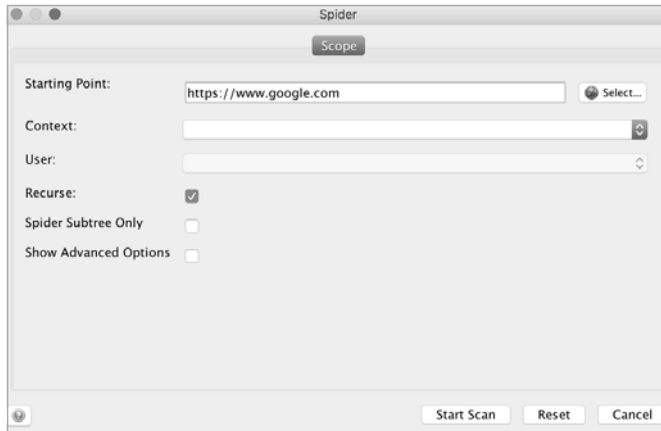 Spider
Scope
Starting Point:
https://www.google.com
Select...
Context:
User:
Recurse:
Spider Subtree Only
Show Advanced Options
?
Start Scan
Reset
Cancel